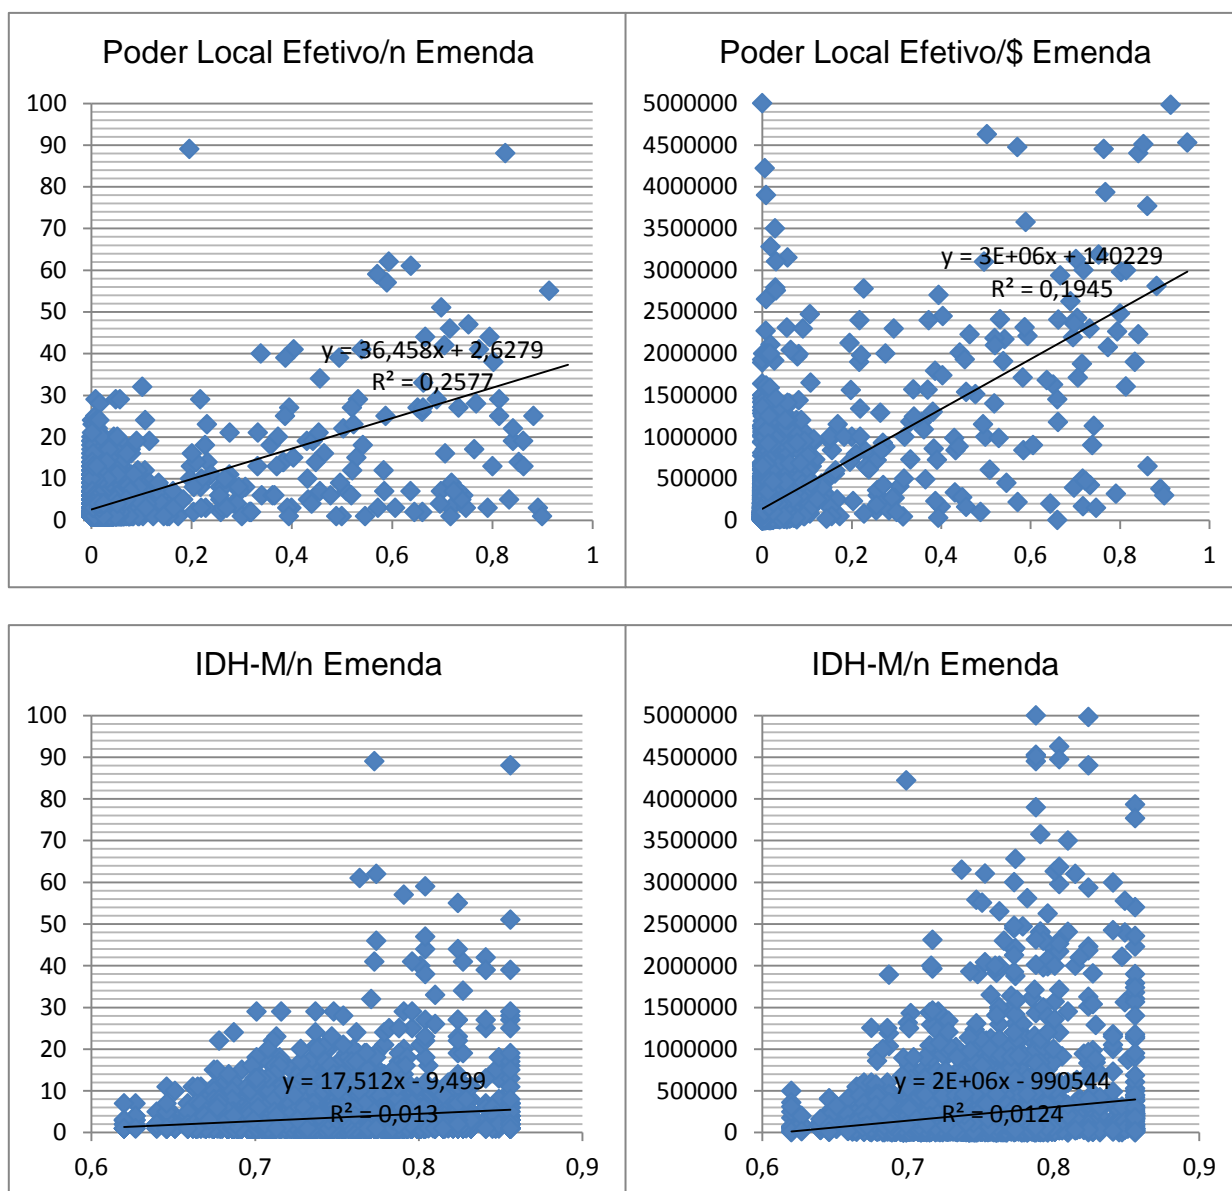 Poder Local Efetivo/n Emenda
100
90
80
70
60
50
40
30
20
10
0
y = 36,458x + 2,6279
R² = 0,2577
0 0,2 0,4 0,6 0,8 1
Poder Local Efetivo/$ Emenda
5000000
4500000
4000000
3500000
3000000
2500000
2000000
1500000
1000000
500000
0
y = 3E+06x + 140229
R² = 0,1945
0 0,2 0,4 0,6 0,8 1
IDH-M/n Emenda
100
90
80
70
60
50
40
30
20
10
0
y = 17,512x - 9,499
R² = 0,013
0,6 0,7 0,8 0,9
IDH-M/n Emenda
5000000
4500000
4000000
3500000
3000000
2500000
2000000
1500000
1000000
500000
0
y = 2E+06x - 990544
R² = 0,0124
0,6 0,7 0,8 0,9